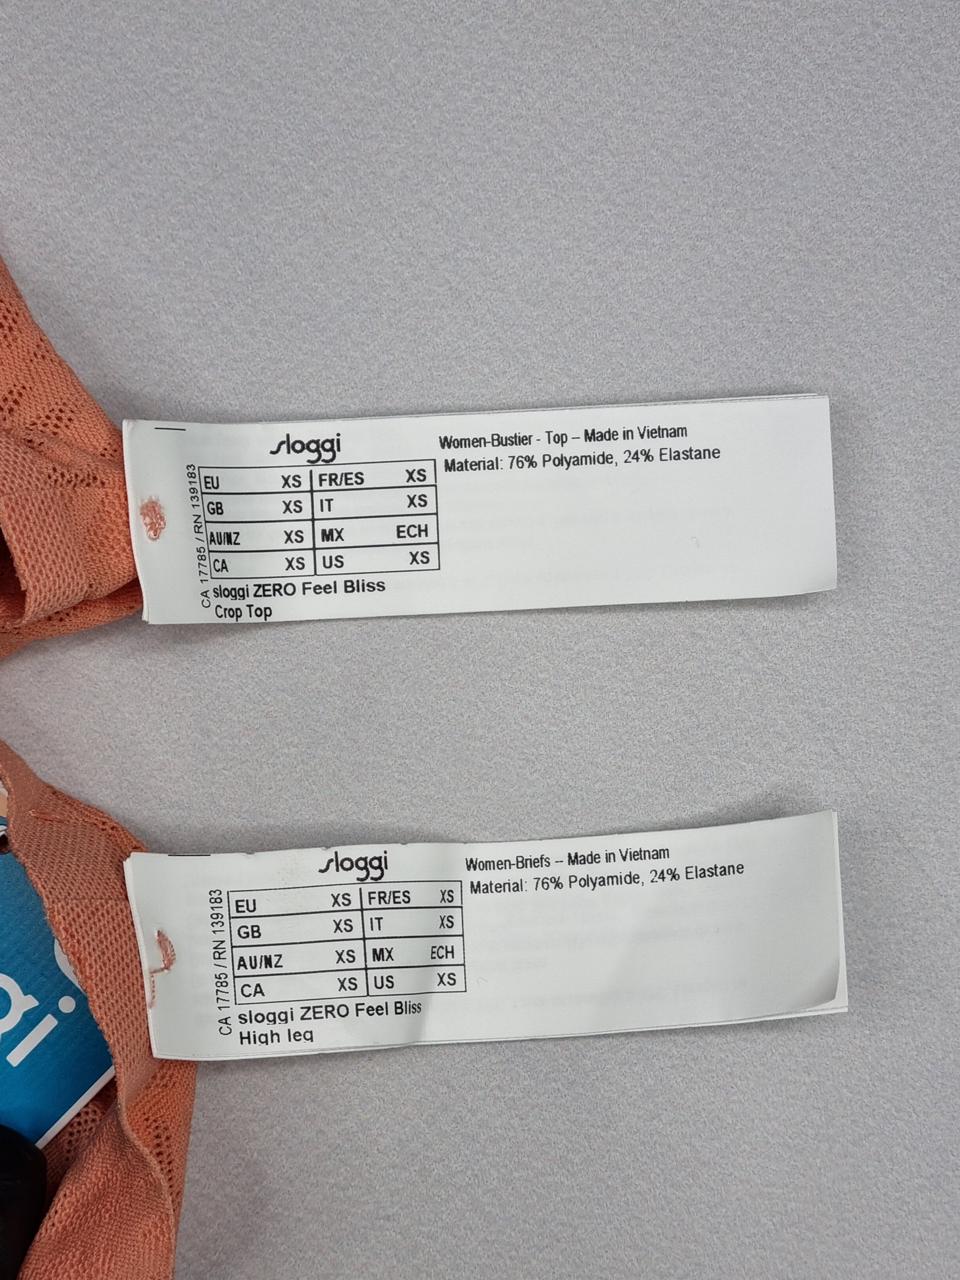 sloggi
Women-Bustier - Top – Made in Vietnam
Material: 76% Polyamide, 24% Elastane
CA 17785 / RN 139183
EU XS FR/ES XS
GB XS IT XS
AU/NZ XS MX ECH
CA XS US XS
sloggi ZERO Feel Bliss
Crop Top
sloggi
Women-Briefs – Made in Vietnam
Material: 76% Polyamide, 24% Elastane
CA 17785 / RN 139183
EU XS FR/ES XS
GB XS IT XS
AU/NZ XS MX ECH
CA XS US XS
sloggi ZERO Feel Bliss
High leg